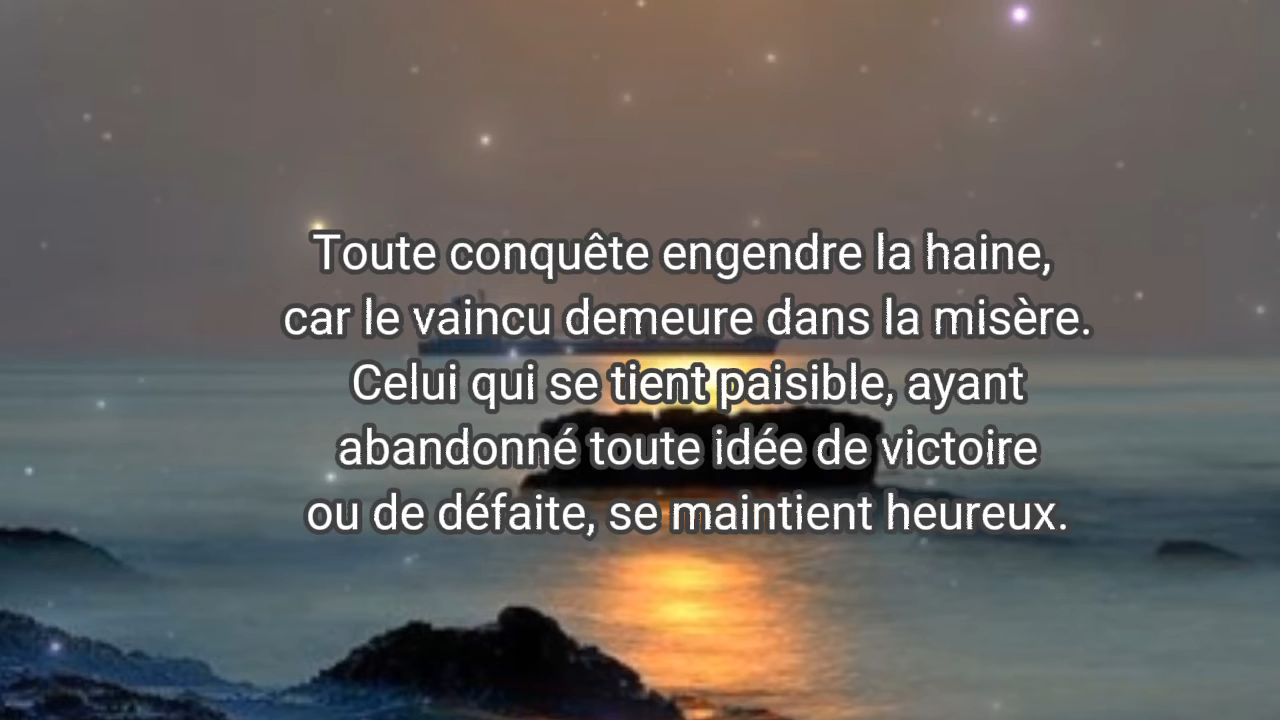 Toute conquête engendre la haine,
car le vaincu demeure dans la misère.
Celui qui se tient paisible, ayant
abandonné toute idée de victoire
ou de défaite, se maintient heureux.